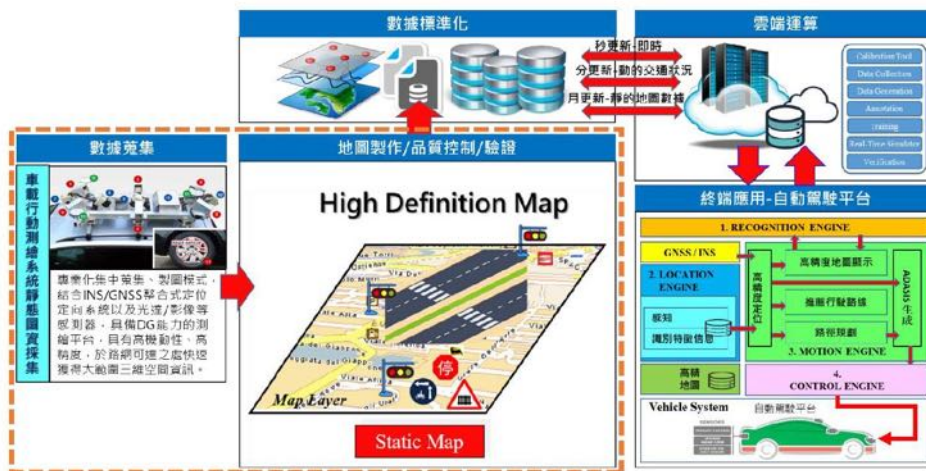 數據標準化
秒更新-即時
分更新-動的交通狀況
月更新-靜的地圖數據
雲端運算
Calibration Tool
Data Collection
Data Generation
Annotation
Training
Real-Time Simulator
Verification
數據蒐集
車載行動測繪系統靜態圖資採集
專業化集中蒐集、製圖模式，
結合INS/GNSS整合式定位
定向系統以及光達/影像等
感測器，具備DG能力的測
繪平台，具有高機動性、高
精度，於路網可達之處快速
獲得大範圍三維空間資訊。
地圖製作/品質控制/驗證
High Definition Map
停
Map Layer
Static Map
終端應用-自動駕駛平台
1. RECOGNITION ENGINE
GNSS / INS
2. LOCATION
ENGINE
感知
識別特徵信息
高精度定位
高精度地圖顯示
推薦行駛路線
路徑規劃
ADASIS 生成
3. MOTION ENGINE
高精
地圖
4.
CONTROL ENGINE
Vehicle System
自動駕駛平台